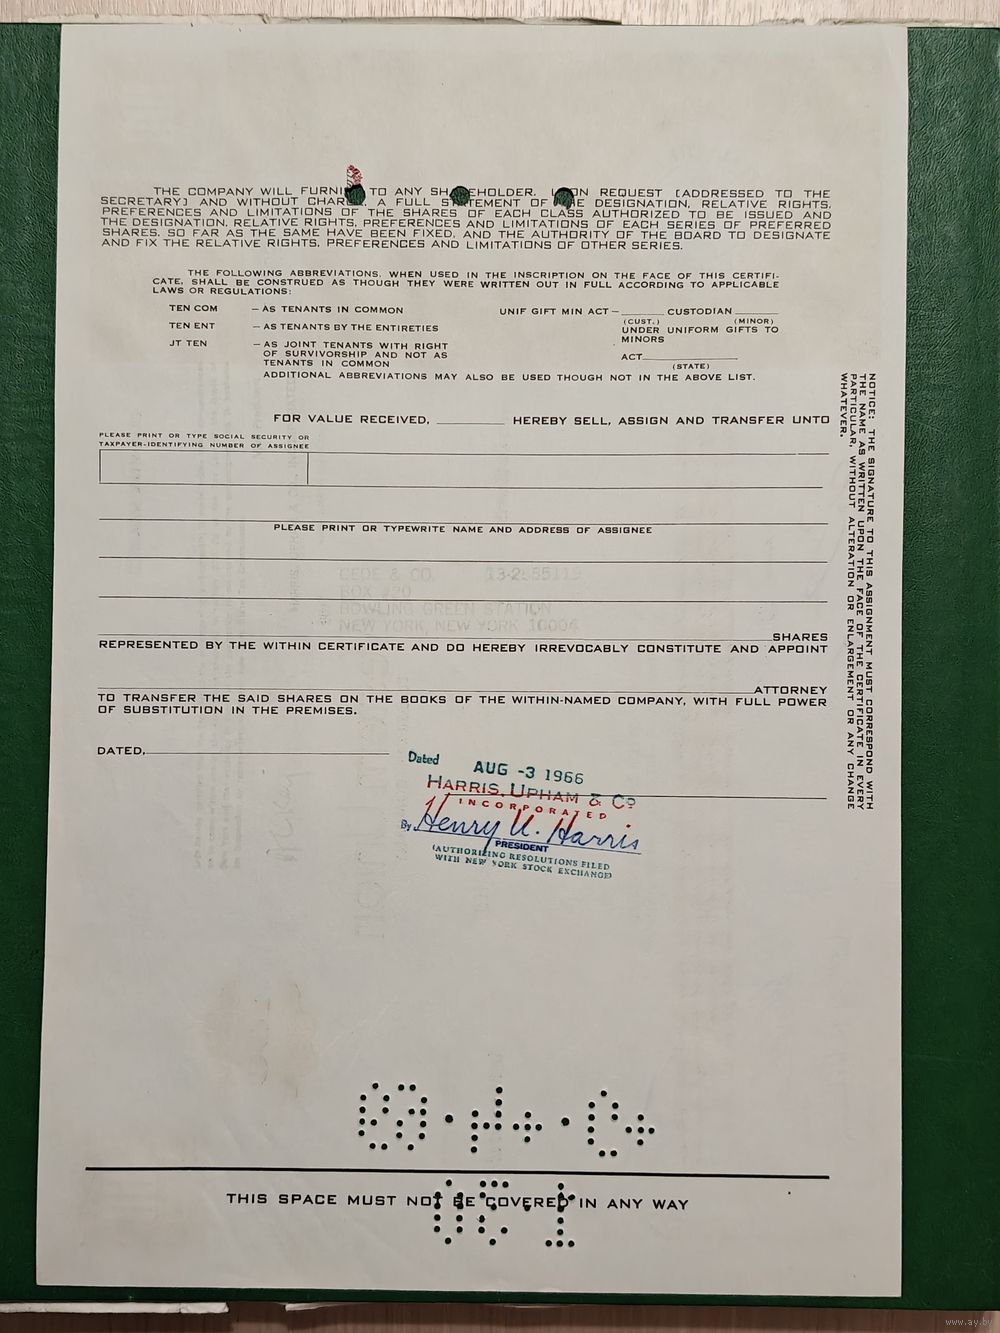 THE COMPANY WILL FURNISH TO ANY SHAREHOLDER, UPON REQUEST (ADDRESSED TO THE
SECRETARY) AND WITHOUT CHARGE, A FULL STATEMENT OF THE DESIGNATION, RELATIVE RIGHTS,
PREFERENCES AND LIMITATIONS OF THE SHARES OF EACH CLASS AUTHORIZED TO BE ISSUED AND
THE DESIGNATION, RELATIVE RIGHTS, PREFERENCES AND LIMITATIONS OF EACH SERIES OF PREFERRED
SHARES, SO FAR AS THE SAME HAVE BEEN FIXED, AND THE AUTHORITY OF THE BOARD TO DESIGNATE
AND FIX THE RELATIVE RIGHTS, PREFERENCES AND LIMITATIONS OF OTHER SERIES.
THE FOLLOWING ABBREVIATIONS, WHEN USED IN THE INSCRIPTION ON THE FACE OF THIS CERTIFI-
CATE, SHALL BE CONSTRUED AS THOUGH THEY WERE WRITTEN OUT IN FULL ACCORDING TO APPLICABLE
LAWS OR REGULATIONS:
TEN COM – AS TENANTS IN COMMON
TEN ENT – AS TENANTS BY THE ENTIRETIES
JT TEN – AS JOINT TENANTS WITH RIGHT
OF SURVIVORSHIP AND NOT AS
TENANTS IN COMMON
UNIF GIFT MIN ACT – ______ CUSTODIAN ______
(CUST.) (MINOR)
UNDER UNIFORM GIFTS TO
MINORS
ACT______
(STATE)
ADDITIONAL ABBREVIATIONS MAY ALSO BE USED THOUGH NOT IN THE ABOVE LIST.
FOR VALUE RECEIVED, ______ HEREBY SELL, ASSIGN AND TRANSFER UNTO
PLEASE PRINT OR TYPE SOCIAL SECURITY OR
TAXPAYER-IDENTIFYING NUMBER OF ASSIGNEE
PLEASE PRINT OR TYPEWRITE NAME AND ADDRESS OF ASSIGNEE
CEDE & CO.
BOX 20
BOWLING GREEN STATION
NEW YORK, NEW YORK 10004
SHARES
REPRESENTED BY THE WITHIN CERTIFICATE AND DO HEREBY IRREVOCABLY CONSTITUTE AND APPOINT
ATTORNEY
TO TRANSFER THE SAID SHARES ON THE BOOKS OF THE WITHIN-NAMED COMPANY, WITH FULL POWER
OF SUBSTITUTION IN THE PREMISES.
DATED,
Dated AUG -3 1966
HARRIS, UPHAM & Co
INCORPORATED
By Henry U. Harris
PRESIDENT
(AUTHORIZING RESOLUTIONS FILED
WITH NEW YORK STOCK EXCHANGE)
NOTICE: THE SIGNATURE TO THIS ASSIGNMENT MUST CORRESPOND WITH
THE NAME AS WRITTEN UPON THE FACE OF THE CERTIFICATE IN EVERY
PARTICULAR, WITHOUT ALTERATION OR ENLARGEMENT OR ANY CHANGE
WHATEVER.
THIS SPACE MUST NOT BE COVERED IN ANY WAY
www.ay.by